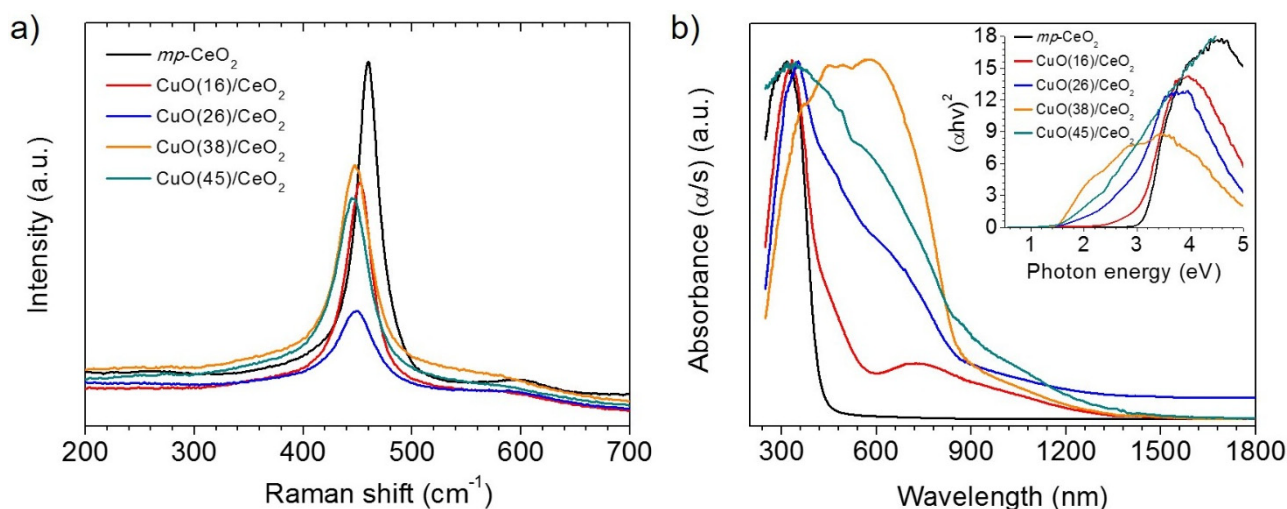 a)
mp-CeO₂
CuO(16)/CeO₂
CuO(26)/CeO₂
CuO(38)/CeO₂
CuO(45)/CeO₂
Intensity (a.u.)
200 300 400 500 600 700
Raman shift (cm⁻¹)
b)
mp-CeO₂
CuO(16)/CeO₂
CuO(26)/CeO₂
CuO(38)/CeO₂
CuO(45)/CeO₂
18
15
12
9
6
3
0
(αhν)²
1 2 3 4 5
Photon energy (eV)
Absorbance (α/s) (a.u.)
300 600 900 1200 1500 1800
Wavelength (nm)